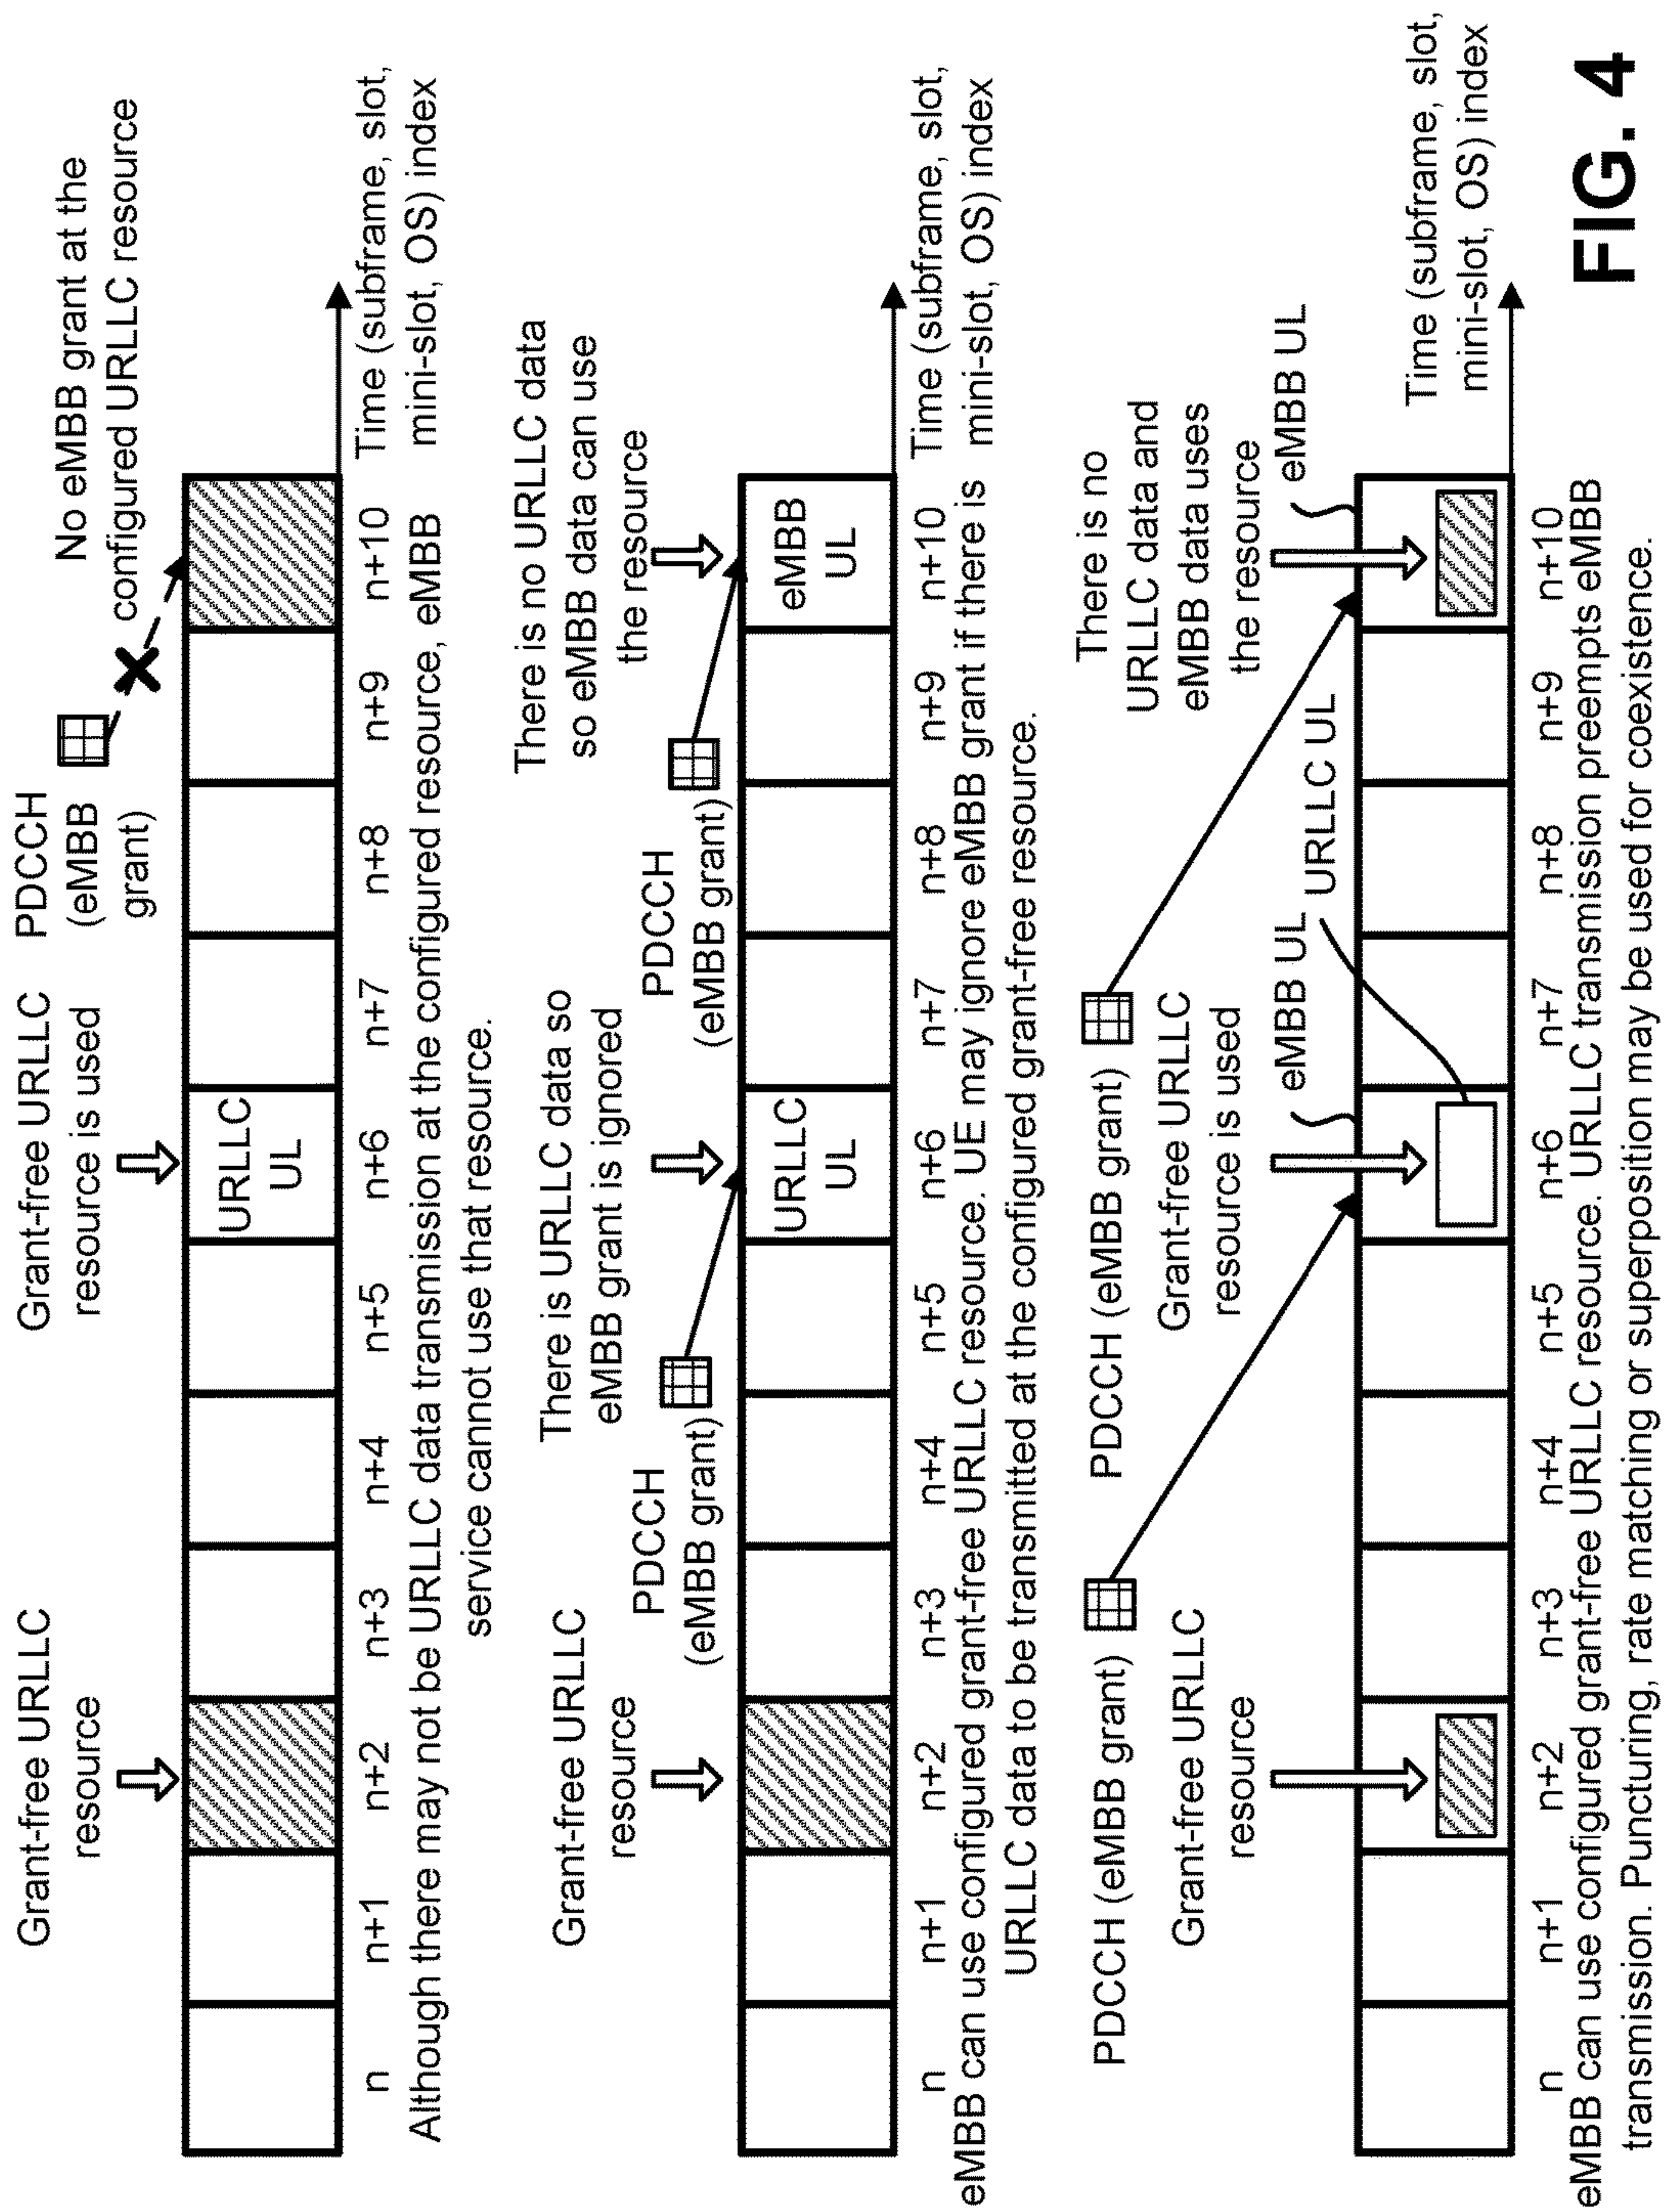 Grant-free URLLC
resource
Grant-free URLLC
resource is used
PDCCH
(eMBB
grant)
No eMBB grant at the
configured URLLC resource
URLLC
UL
n n+1 n+2 n+3 n+4 n+5 n+6 n+7 n+8 n+9 n+10
Time (subframe, slot,
mini-slot, OS) index
Although there may not be URLLC data transmission at the configured resource, eMBB
service cannot use that resource.
Grant-free URLLC
resource
PDCCH
(eMBB grant)
There is URLLC data so
eMBB grant is ignored
PDCCH
(eMBB grant)
There is no URLLC data
so eMBB data can use
the resource
URLLC
UL
eMBB
UL
n n+1 n+2 n+3 n+4 n+5 n+6 n+7 n+8 n+9 n+10
Time (subframe, slot,
mini-slot, OS) index
eMBB can use configured grant-free URLLC resource. UE may ignore eMBB grant if there is
URLLC data to be transmitted at the configured grant-free resource.
PDCCH (eMBB grant)
Grant-free URLLC
resource
PDCCH (eMBB grant)
Grant-free URLLC
resource is used
eMBB UL
URLLC UL
There is no
URLLC data and
eMBB data uses
the resource
eMBB UL
n n+1 n+2 n+3 n+4 n+5 n+6 n+7 n+8 n+9 n+10
Time (subframe, slot,
mini-slot, OS) index
eMBB can use configured grant-free URLLC resource. URLLC transmission preempts eMBB
transmission. Puncturing, rate matching or superposition may be used for coexistence.
FIG. 4